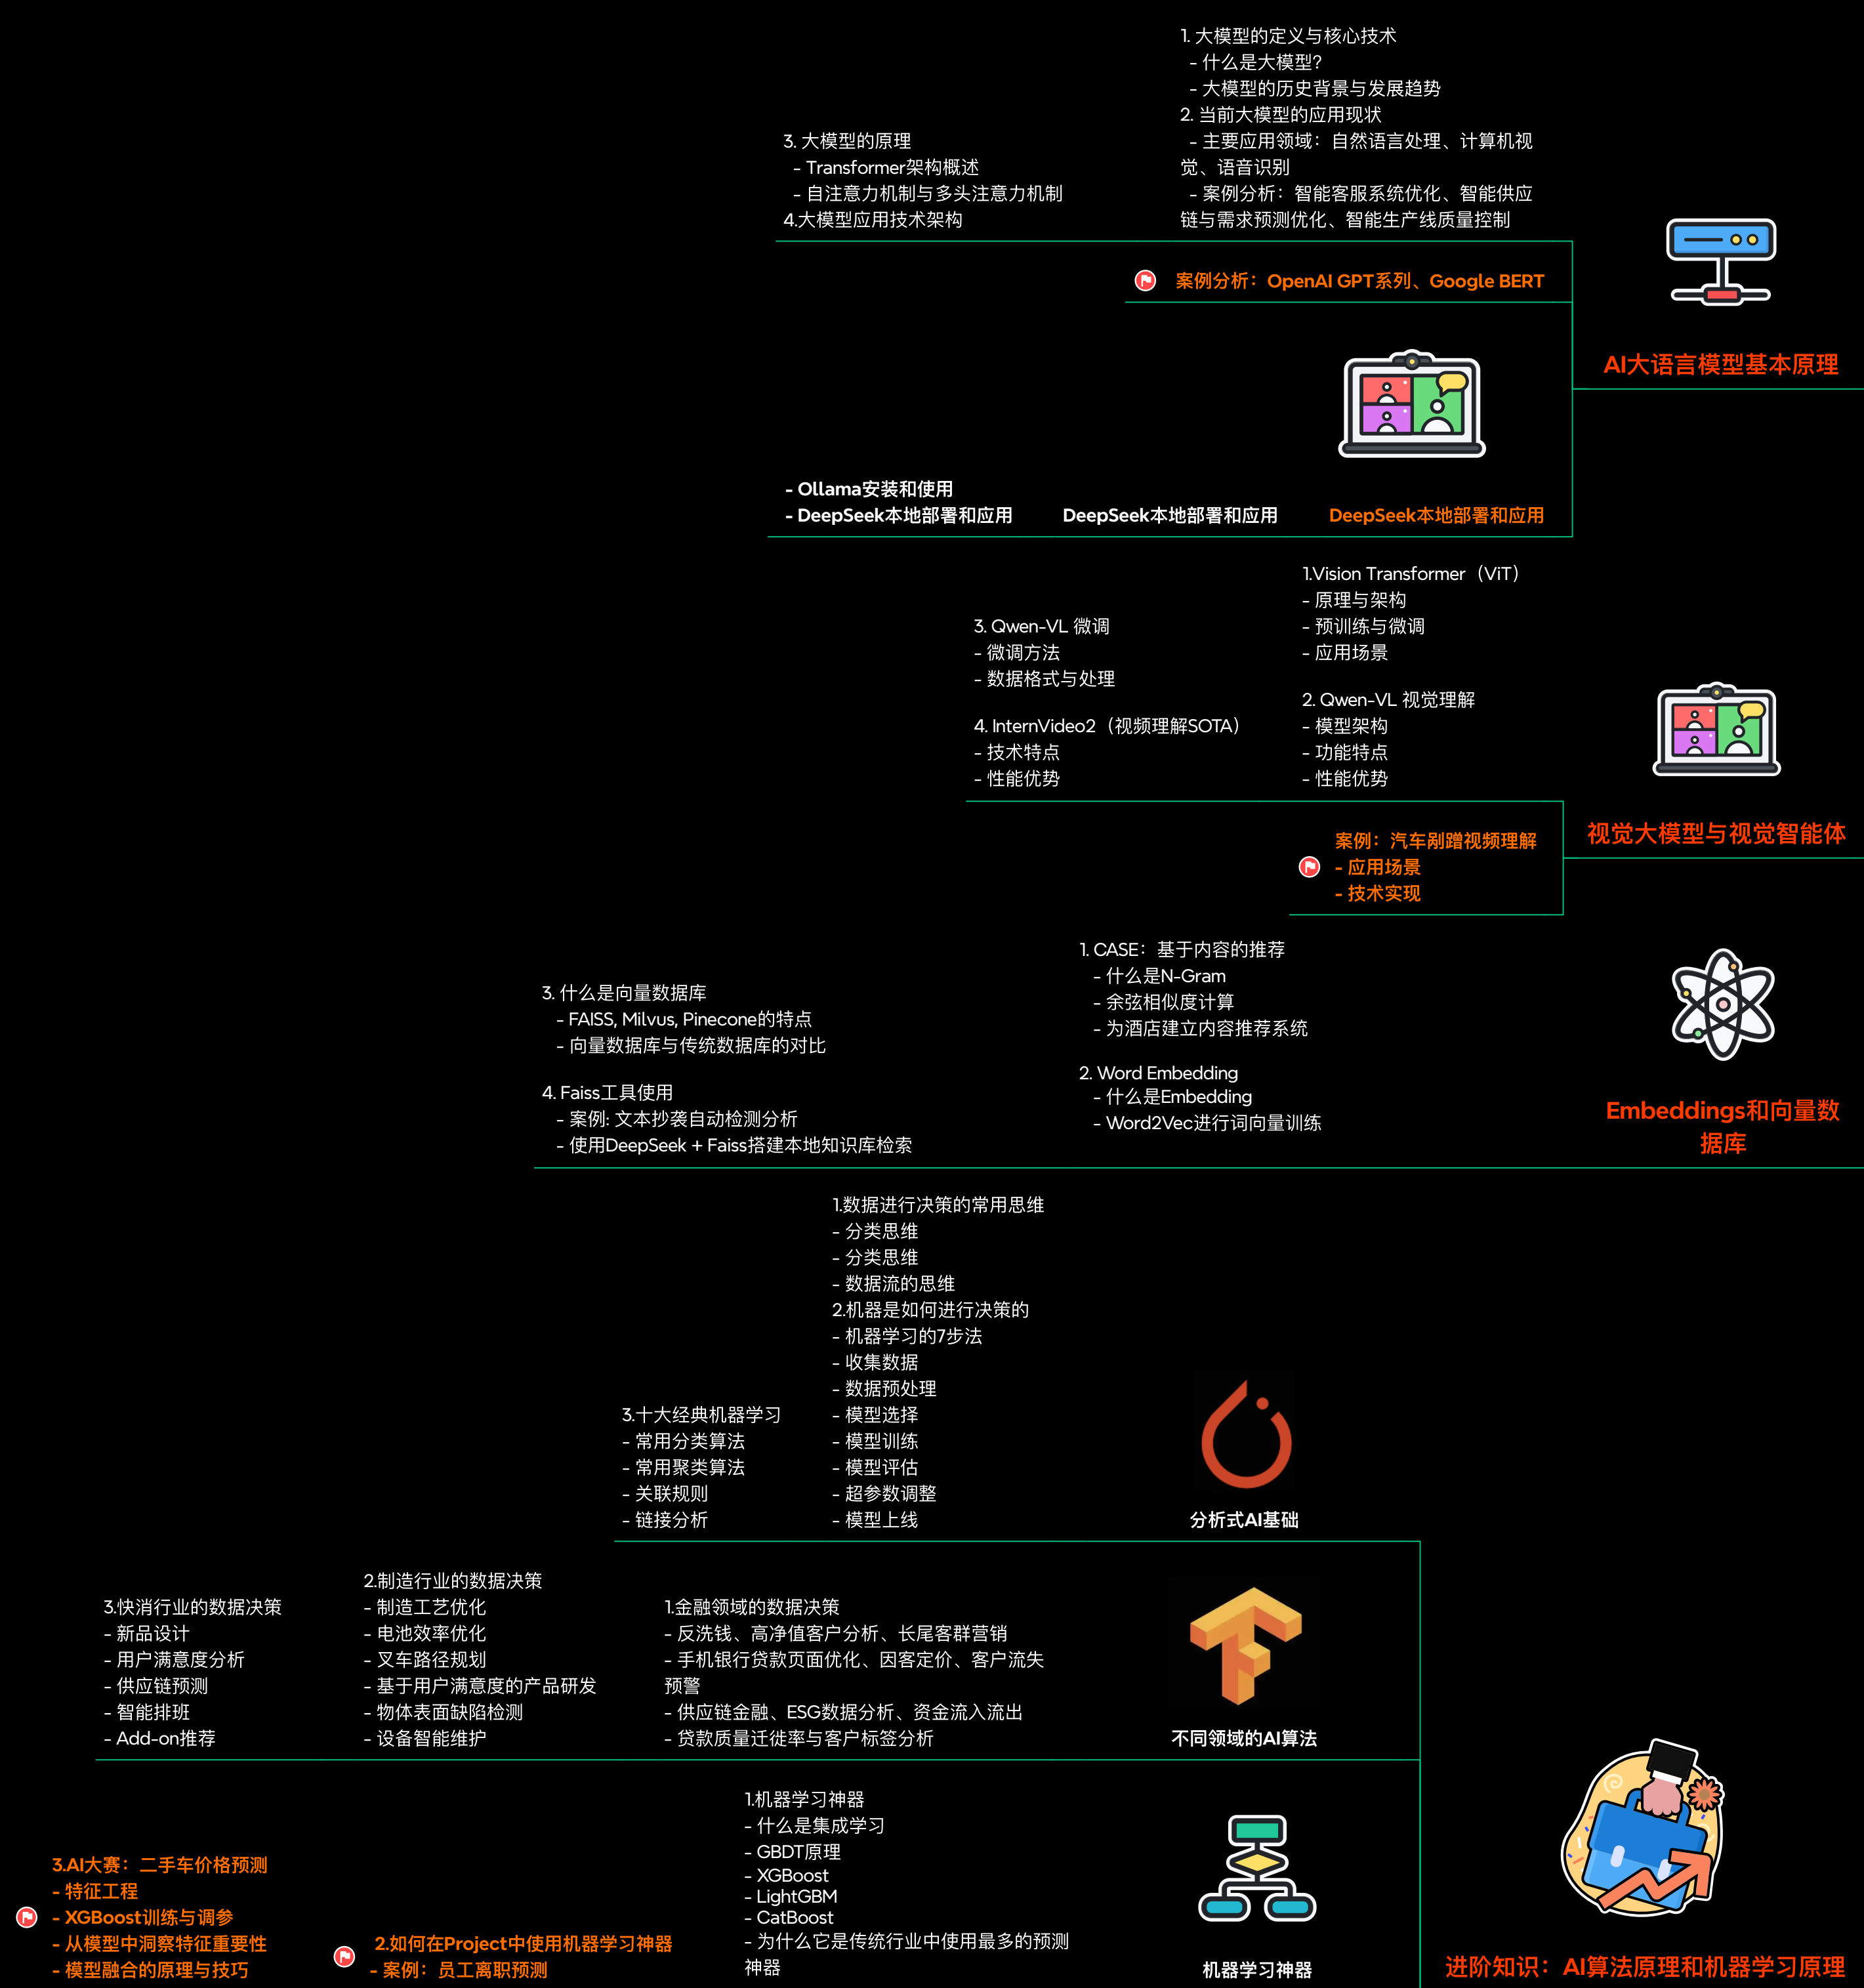 1. 大模型的定义与核心技术
- 什么是大模型?
- 大模型的历史背景与发展趋势
2. 当前大模型的应用现状
- 主要应用领域：自然语言处理、计算机视
觉、语音识别
- 案例分析：智能客服系统优化、智能供应
链与需求预测优化、智能生产线质量控制
3. 大模型的原理
- Transformer架构概述
- 自注意力机制与多头注意力机制
4.大模型应用技术架构
案例分析：OpenAI GPT系列、Google BERT
AI大语言模型基本原理
- Ollama安装和使用
- DeepSeek本地部署和应用
DeepSeek本地部署和应用
DeepSeek本地部署和应用
1.Vision Transformer（ViT）
- 原理与架构
- 预训练与微调
- 应用场景
2. Qwen-VL 视觉理解
- 模型架构
- 功能特点
- 性能优势
3. Qwen-VL 微调
- 微调方法
- 数据格式与处理
4. InternVideo2（视频理解SOTA）
- 技术特点
- 性能优势
视觉大模型与视觉智能体
案例：汽车剐蹭视频理解
- 应用场景
- 技术实现
1. CASE：基于内容的推荐
- 什么是N-Gram
- 余弦相似度计算
- 为酒店建立内容推荐系统
2. Word Embedding
- 什么是Embedding
- Word2Vec进行词向量训练
3. 什么是向量数据库
- FAISS, Milvus, Pinecone的特点
- 向量数据库与传统数据库的对比
4. Faiss工具使用
- 案例: 文本抄袭自动检测分析
- 使用DeepSeek + Faiss搭建本地知识库检索
Embeddings和向量数
据库
1.数据进行决策的常用思维
- 分类思维
- 分类思维
- 数据流的思维
2.机器是如何进行决策的
- 机器学习的7步法
- 收集数据
- 数据预处理
- 模型选择
- 模型训练
- 模型评估
- 超参数调整
- 模型上线
3.十大经典机器学习
- 常用分类算法
- 常用聚类算法
- 关联规则
- 链接分析
分析式AI基础
1.金融领域的数据决策
- 反洗钱、高净值客户分析、长尾客群营销
- 手机银行贷款页面优化、因客定价、客户流失
预警
- 供应链金融、ESG数据分析、资金流入流出
- 贷款质量迁徙率与客户标签分析
2.制造行业的数据决策
- 制造工艺优化
- 电池效率优化
- 叉车路径规划
- 基于用户满意度的产品研发
- 物体表面缺陷检测
- 设备智能维护
3.快消行业的数据决策
- 新品设计
- 用户满意度分析
- 供应链预测
- 智能排班
- Add-on推荐
不同领域的AI算法
1.机器学习神器
- 什么是集成学习
- GBDT原理
- XGBoost
- LightGBM
- CatBoost
- 为什么它是传统行业中使用最多的预测
神器
2.如何在Project中使用机器学习神器
- 案例：员工离职预测
3.AI大赛：二手车价格预测
- 特征工程
- XGBoost训练与调参
- 从模型中洞察特征重要性
- 模型融合的原理与技巧
机器学习神器
进阶知识：AI算法原理和机器学习原理